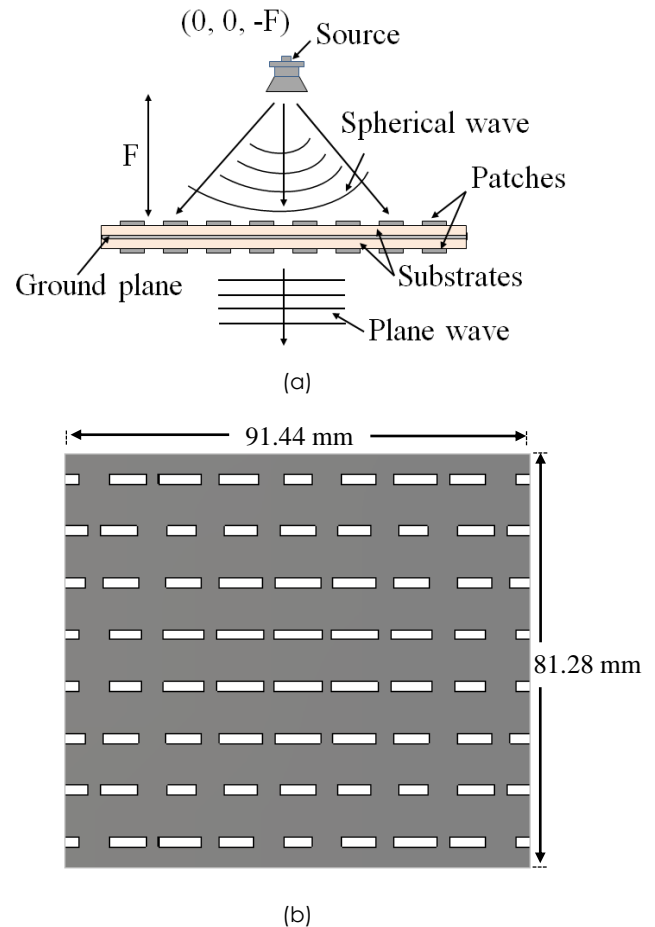 (0, 0, -F)
Source
Spherical wave
F
Patches
Ground plane
Substrates
Plane wave
(a)
91.44 mm
81.28 mm
(b)